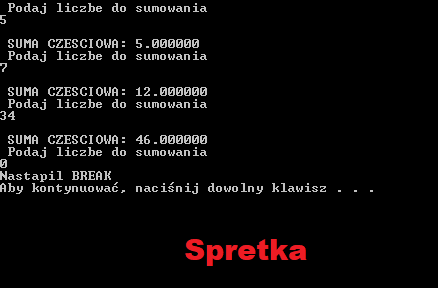 Podaj liczbe do sumowania
5
SUMA CZESCIOWA: 5.000000
Podaj liczbe do sumowania
7
SUMA CZESCIOWA: 12.000000
Podaj liczbe do sumowania
34
SUMA CZESCIOWA: 46.000000
Podaj liczbe do sumowania
0
Nastapil BREAK
Aby kontynuować, naciśnij dowolny klawisz . . .
Spretka